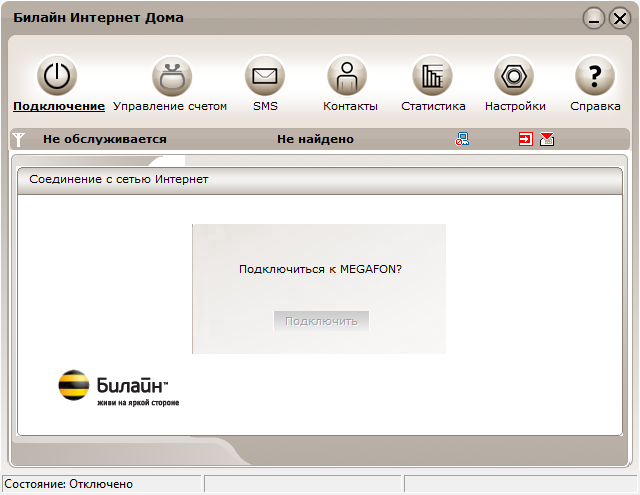 Билайн Интернет Дома
Подключение Управление счетом SMS Контакты Статистика Настройки Справка
Не обслуживается Не найдено
Соединение с сетью Интернет
Подключиться к MEGAFON?
Подключить
Билайн™
живи на яркой стороне
Состояние: Отключено